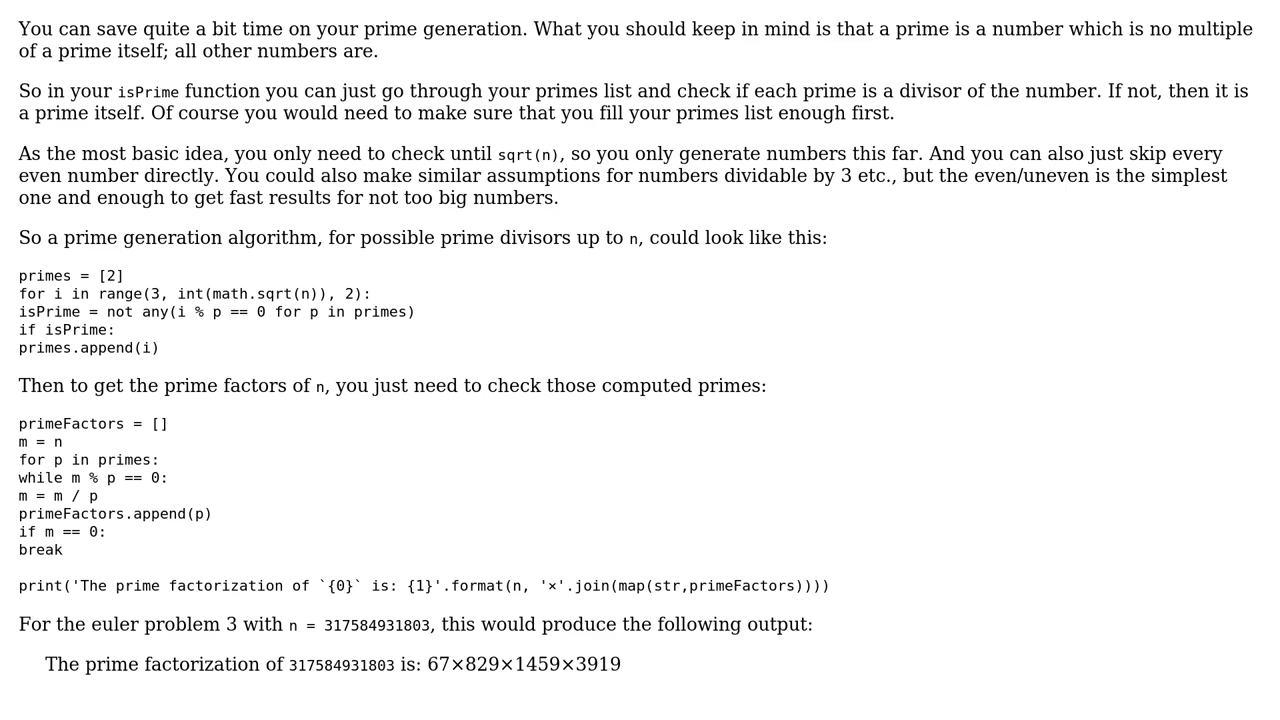 You can save quite a bit time on your prime generation. What you should keep in mind is that a prime is a number which is no multiple
of a prime itself; all other numbers are.
So in your isPrime function you can just go through your primes list and check if each prime is a divisor of the number. If not, then it is
a prime itself. Of course you would need to make sure that you fill your primes list enough first.
As the most basic idea, you only need to check until sqrt(n), so you only generate numbers this far. And you can also just skip every
even number directly. You could also make similar assumptions for numbers dividable by 3 etc., but the even/uneven is the simplest
one and enough to get fast results for not too big numbers.
So a prime generation algorithm, for possible prime divisors up to n, could look like this:
primes = [2]
for i in range(3, int(math.sqrt(n)), 2):
isPrime = not any(i % p == 0 for p in primes)
if isPrime:
primes.append(i)
Then to get the prime factors of n, you just need to check those computed primes:
primeFactors = []
m = n
for p in primes:
while m % p == 0:
m = m / p
primeFactors.append(p)
if m == 0:
break
print('The prime factorization of `{0}` is: {1}'.format(n, '×'.join(map(str,primeFactors))))
For the euler problem 3 with n = 317584931803, this would produce the following output:
The prime factorization of 317584931803 is: 67×829×1459×3919